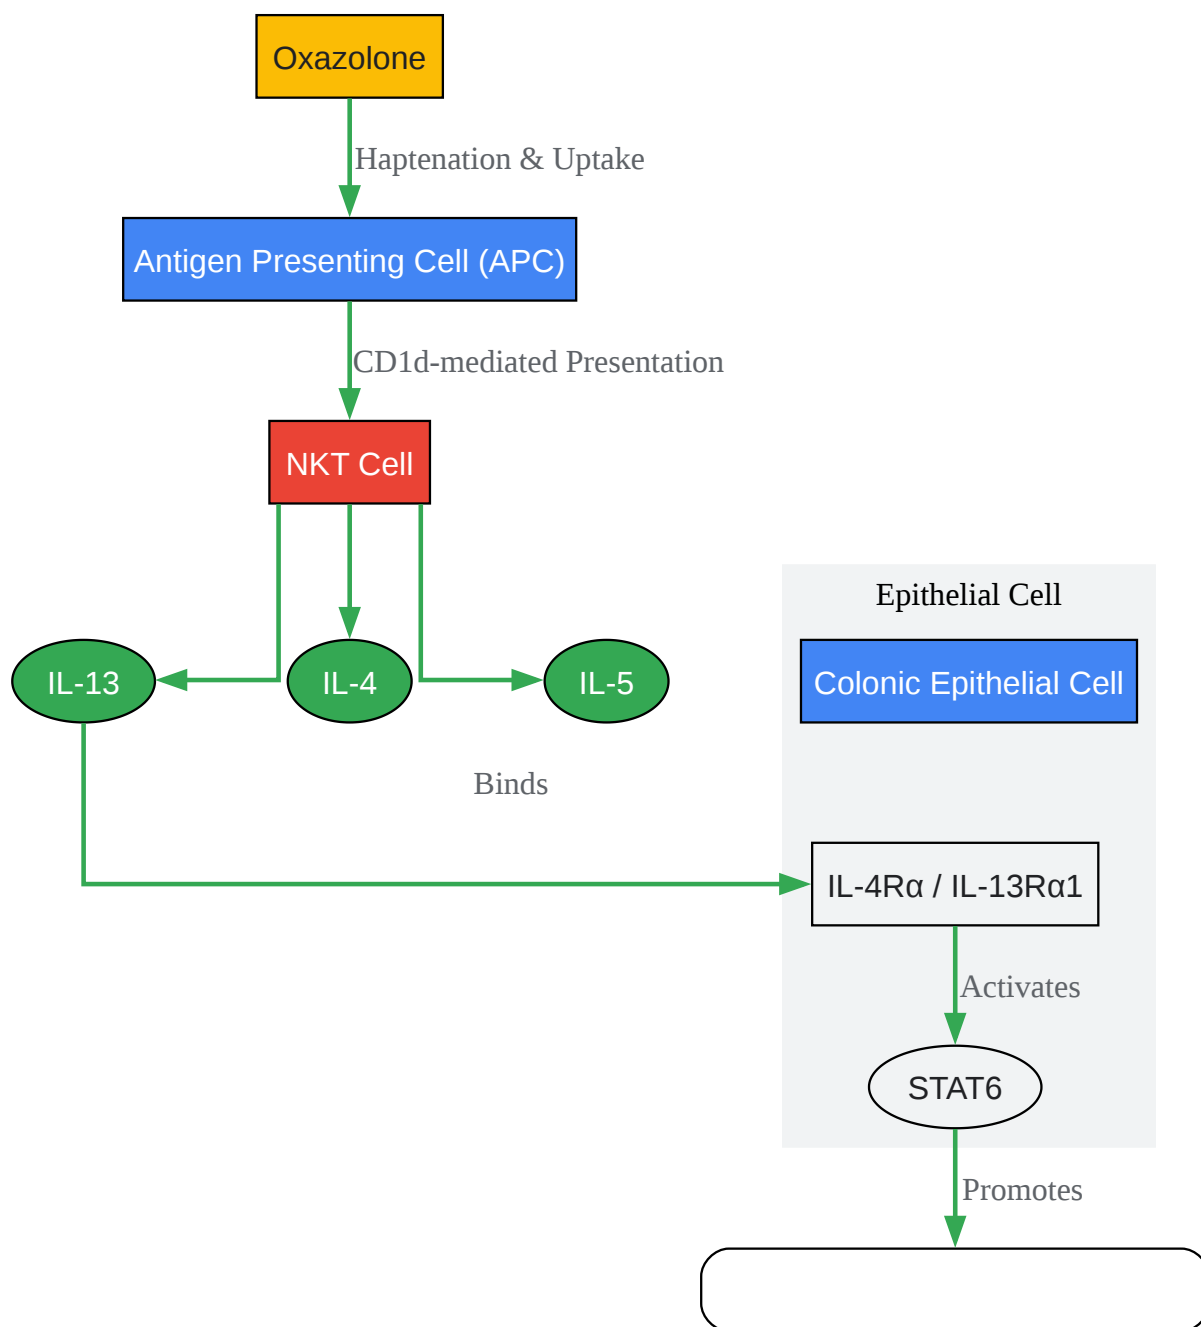 Oxazolone
Haptenation & Uptake
Antigen Presenting Cell (APC)
CD1d-mediated Presentation
NKT Cell
Epithelial Cell
IL-13
IL-4
IL-5
Colonic Epithelial Cell
Binds
IL-4Rα / IL-13Rα1
Activates
STAT6
Promotes